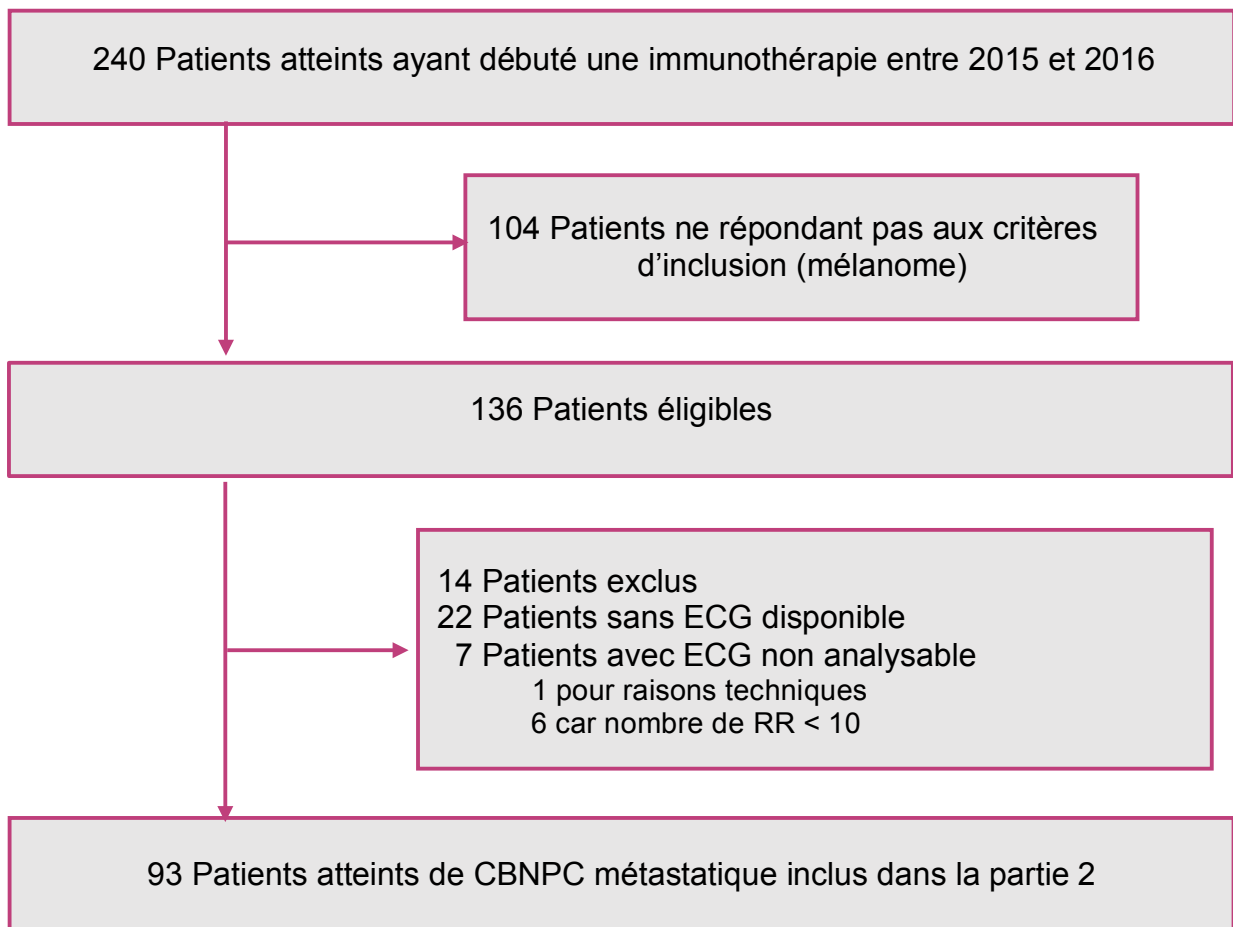 240 Patients atteints ayant débuté une immunothérapie entre 2015 et 2016
104 Patients ne répondant pas aux critères
d’inclusion (mélanome)
136 Patients éligibles
14 Patients exclus
22 Patients sans ECG disponible
7 Patients avec ECG non analysable
1 pour raisons techniques
6 car nombre de RR < 10
93 Patients atteints de CBNPC métastatique inclus dans la partie 2